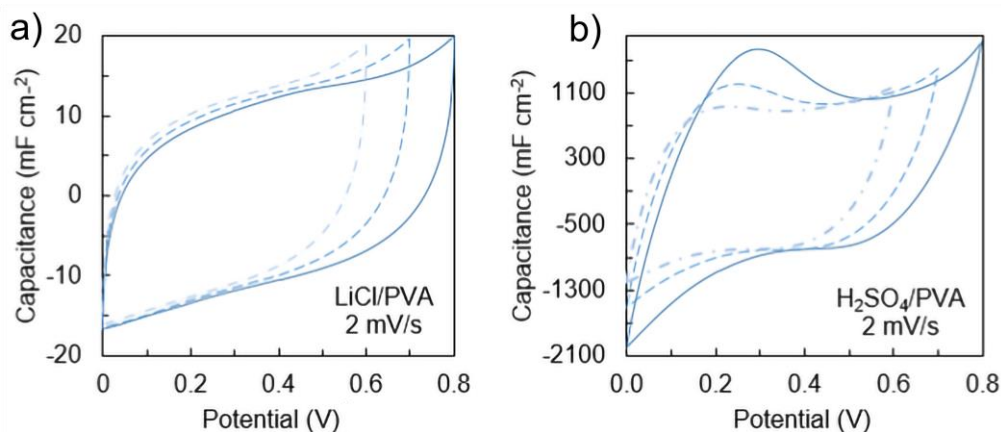 a)
20
10
0
-10
-20
Capacitance (mF cm-2)
LiCl/PVA
2 mV/s
0 0.2 0.4 0.6 0.8
Potential (V)
b)
1100
300
-500
-1300
-2100
Capacitance (mF cm-2)
H2SO4/PVA
2 mV/s
0.0 0.2 0.4 0.6 0.8
Potential (V)